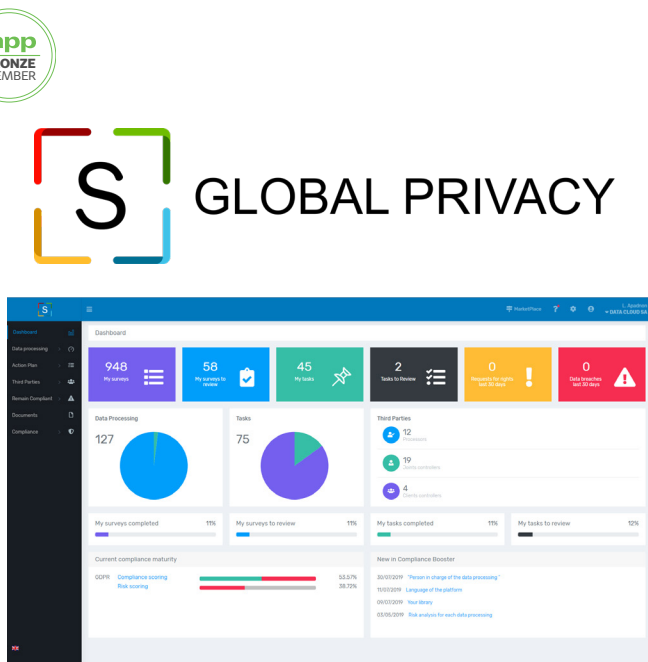 app
ONZE
EMBER
S
GLOBAL PRIVACY
S
MarketPlace
DATA CLOUD SA
Dashboard
Dashboard
Data processing
Action Plan
Third Parties
Remain Compliant
Documents
Compliance
948
My surveys
58
My surveys to
review
45
My tasks
2
Tasks to Review
0
Requests for rights
last 30 days
0
Data breaches
last 30 days
Data Processing
127
Tasks
75
Third Parties
12
Processors
19
Joints controllers
4
Clients controllers
My surveys completed 11%
My surveys to review 11%
My tasks completed 11%
My tasks to review 12%
Current compliance maturity
GDPR Compliance scoring 53.57%
Risk scoring 38.72%
New in Compliance Booster
30/07/2019 "Person in charge of the data processing"
11/07/2019 Language of the platform
09/07/2019 Your library
03/05/2019 Risk analysis for each data processing